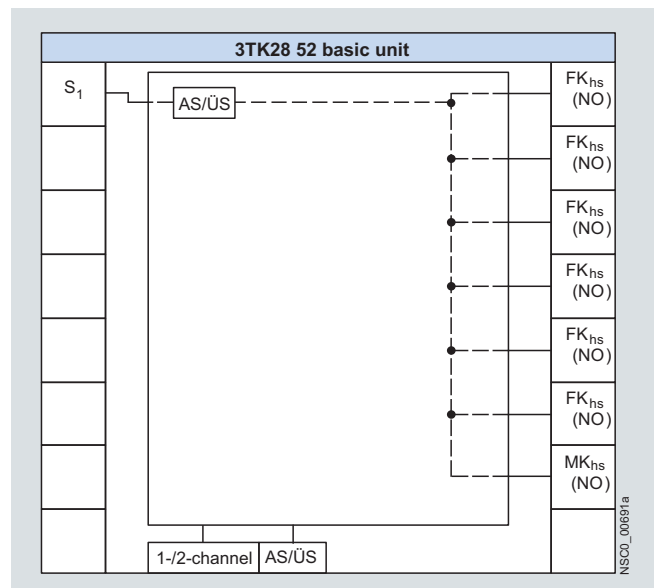 3TK28 52 basic unit
S1
AS/ÜS
FKhs
(NO)
FKhs
(NO)
FKhs
(NO)
FKhs
(NO)
FKhs
(NO)
FKhs
(NO)
MKhs
(NO)
1-/2-channel
AS/ÜS
NSC0_00691a